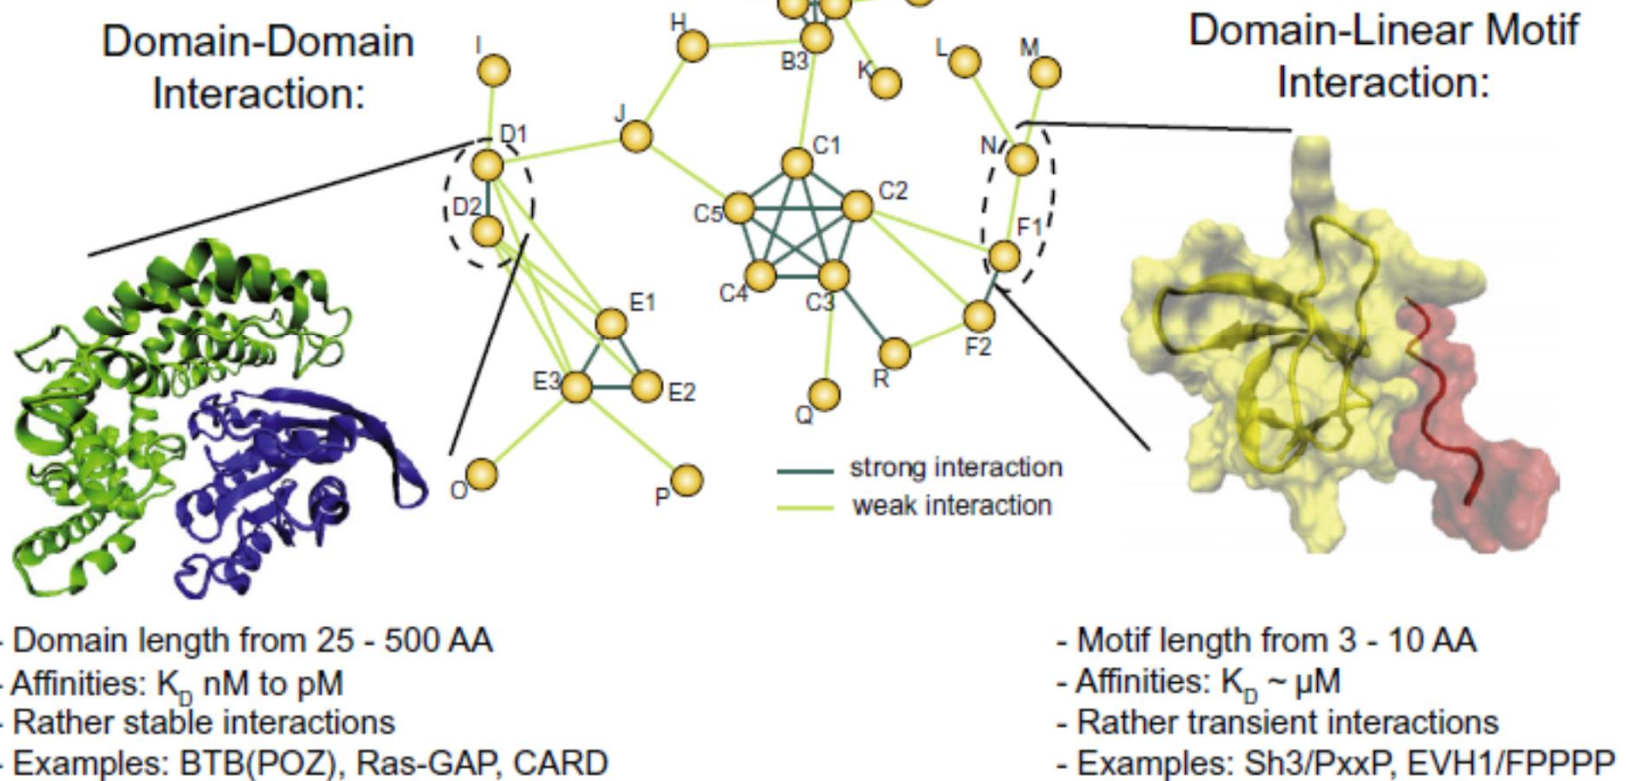 Domain-Domain
Interaction:
Domain-Linear Motif
Interaction:
H
I
B3
K
L
M
J
D1
C1
N
D2
C5
C2
F1
C4
C3
E1
F2
E3
E2
R
Q
O
P
strong interaction
weak interaction
- Domain length from 25 - 500 AA
- Affinities: KD nM to pM
- Rather stable interactions
- Examples: BTB(POZ), Ras-GAP, CARD
- Motif length from 3 - 10 AA
- Affinities: KD ~ µM
- Rather transient interactions
- Examples: Sh3/PxxP, EVH1/FPPPP